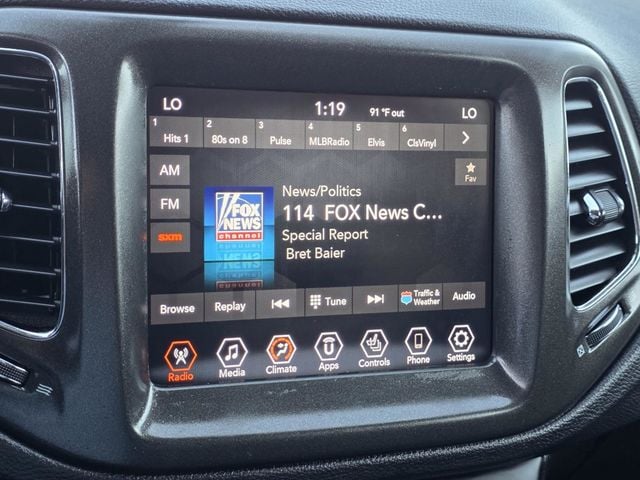 LO 1:19 91 °F out LO
1 Hits 1 2 80s on 8 3 Pulse 4 MLBRadio 5 Elvis 6 ClsVinyl
AM
FM
sxm
Fav
FOX
NEWS
channel
News/Politics
114 FOX News C...
Special Report
Bret Baier
Browse Replay Tune Traffic & Weather Audio
Radio Media Climate Apps Controls Phone Settings